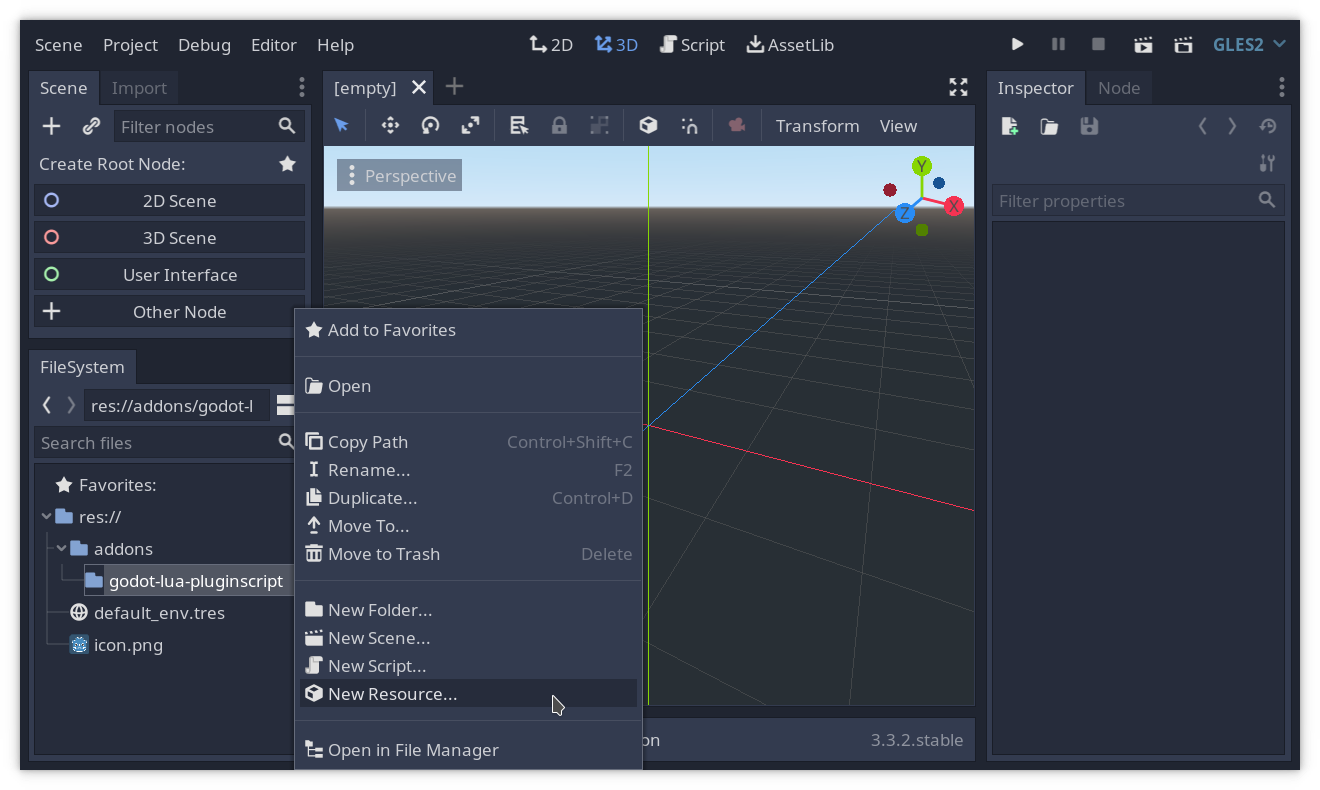 Scene Project Debug Editor Help 2D 3D Script AssetLib GLES2
Scene Import
Filter nodes
Create Root Node:
2D Scene
3D Scene
User Interface
Other Node
FileSystem
res://addons/godot-l
Search files
Favorites:
res://
addons
godot-lua-pluginscript
default_env.tres
icon.png
[empty]
Transform View
Perspective
Y
X
Z
Add to Favorites
Open
Copy Path Control+Shift+C
Rename... F2
Duplicate... Control+D
Move To...
Move to Trash Delete
New Folder...
New Scene...
New Script...
New Resource...
Open in File Manager
3.3.2.stable
Inspector Node
Filter properties